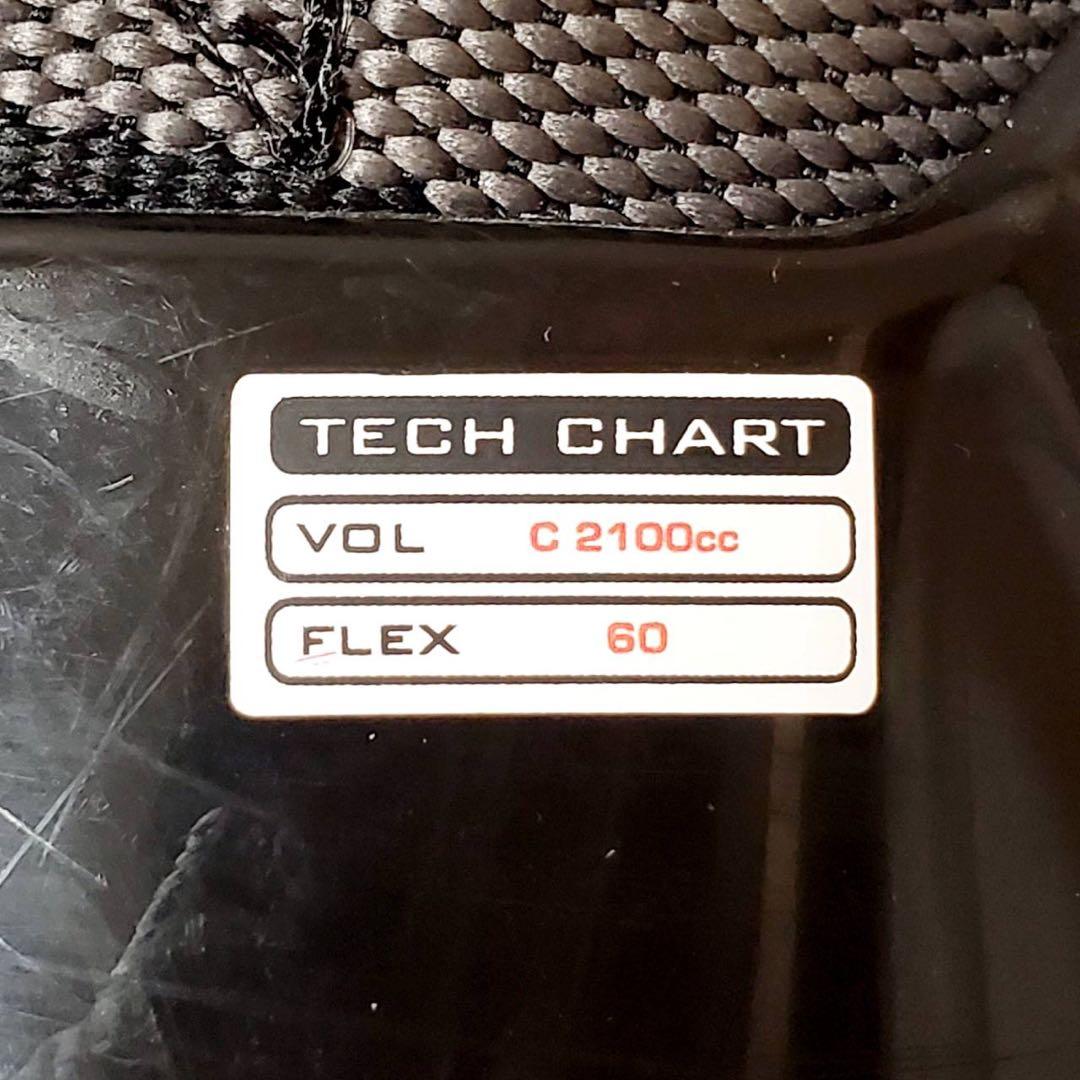 TECH CHART
VOL C 2100cc
FLEX 60